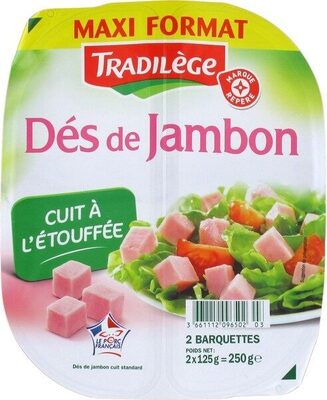 MAXI FORMAT
TRADILÈGE
MARQUE
REPÈRE
Dés de Jambon
CUIT À
L'ÉTOUFFÉE
LE PORC
FRANÇAIS
Dés de jambon cuit standard
3 661112 096502 03
2 BARQUETTES
POIDS NET:
2x125g=250g℮